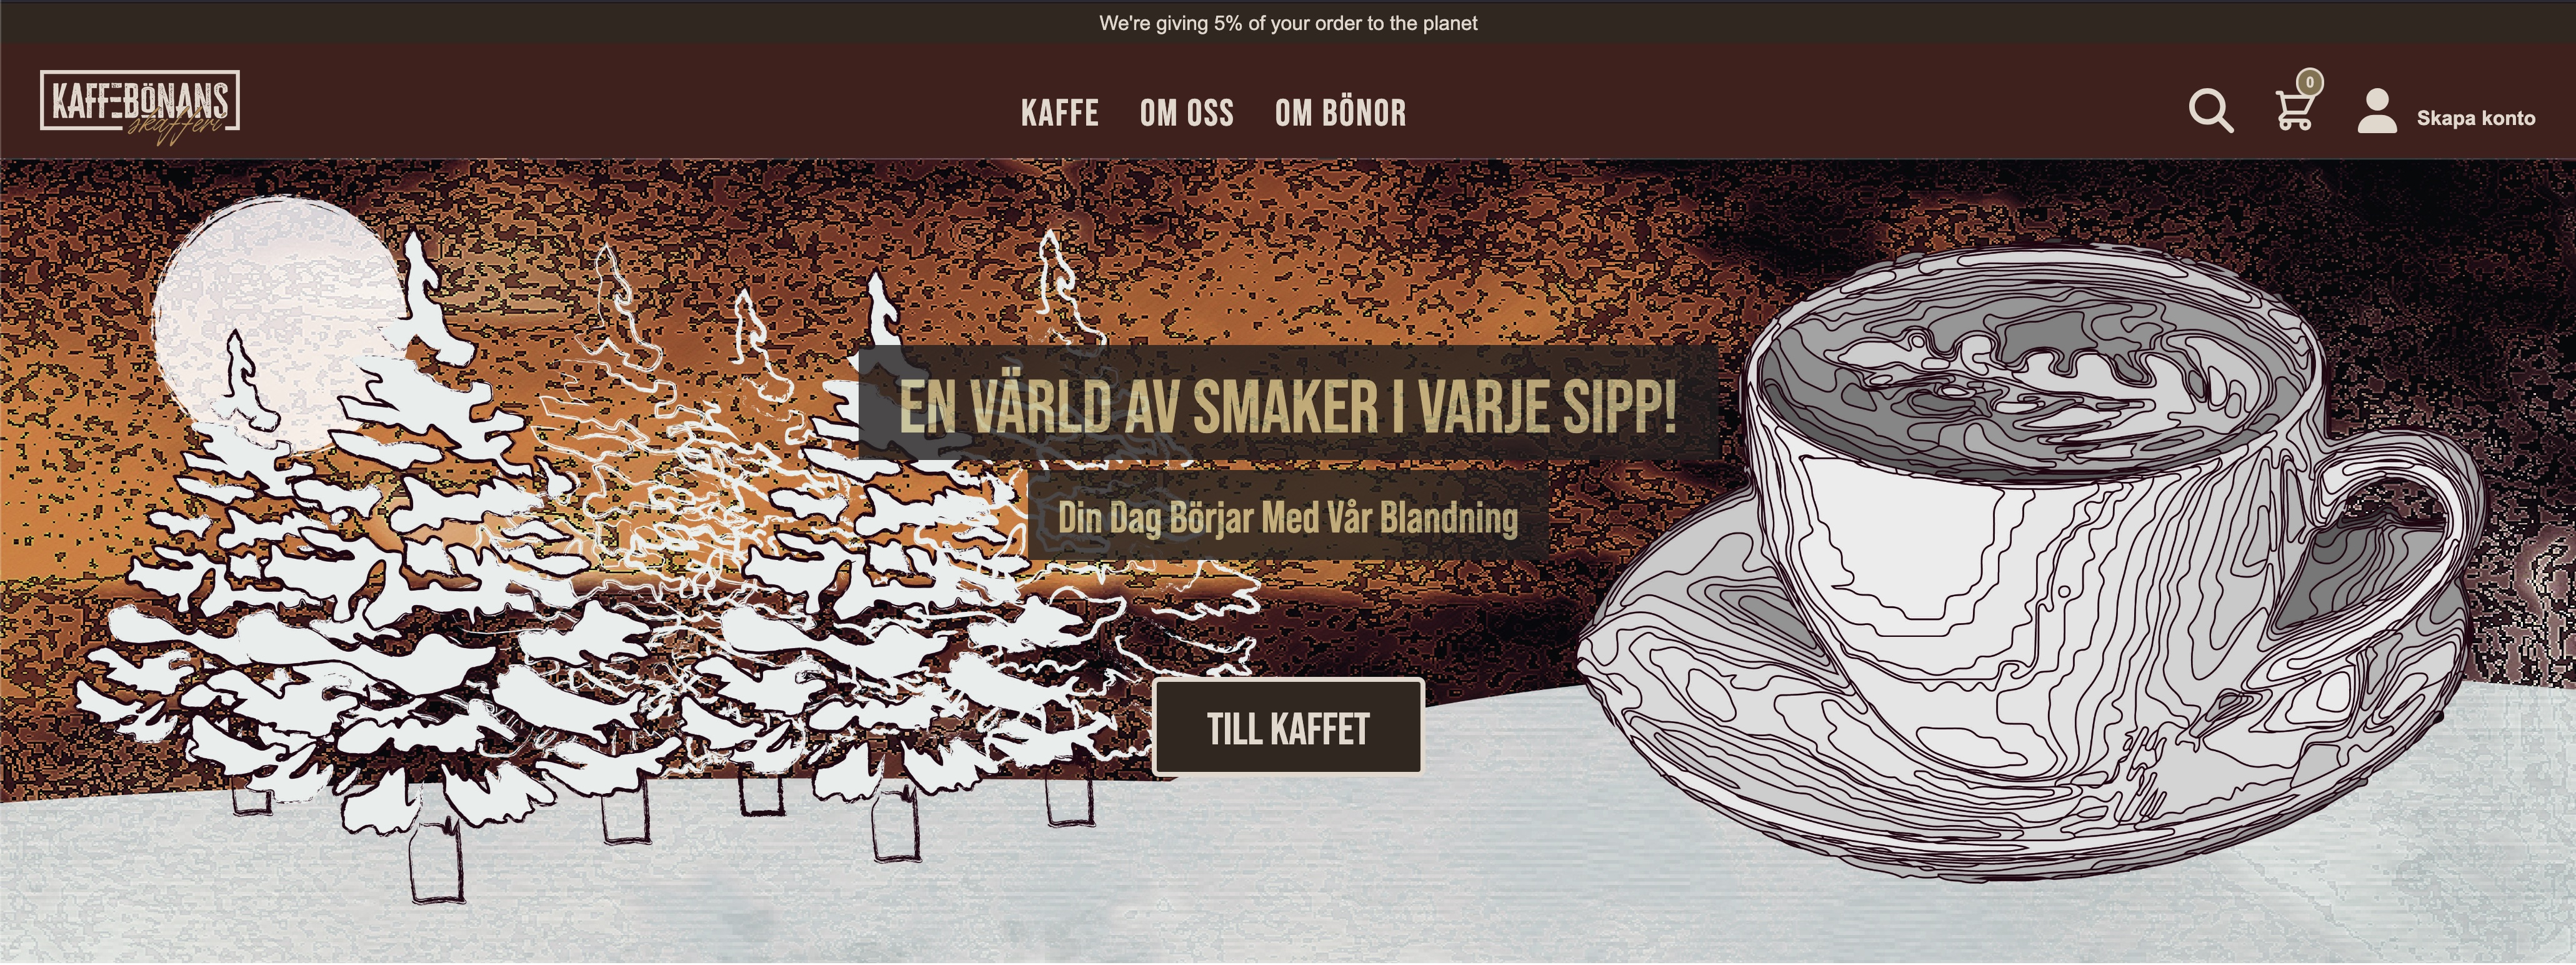 We're giving 5% of your order to the planet
KAFFEBÖNANS
skafferi
KAFFE OM OSS OM BÖNOR
0
Skapa konto
EN VÄRLD AV SMAKER I VARJE SIPP!
Din Dag Börjar Med Vår Blandning
TILL KAFFET